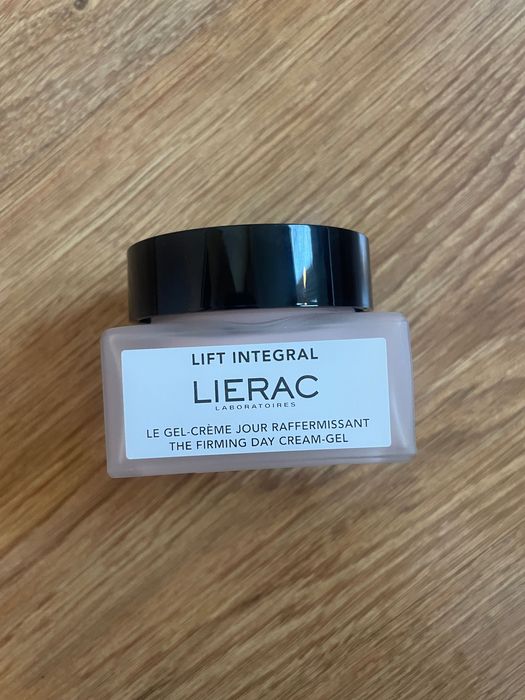 LIFT INTEGRAL
LIERAC
LABORATOIRES
LE GEL-CRÈME JOUR RAFFERMISSANT
THE FIRMING DAY CREAM-GEL